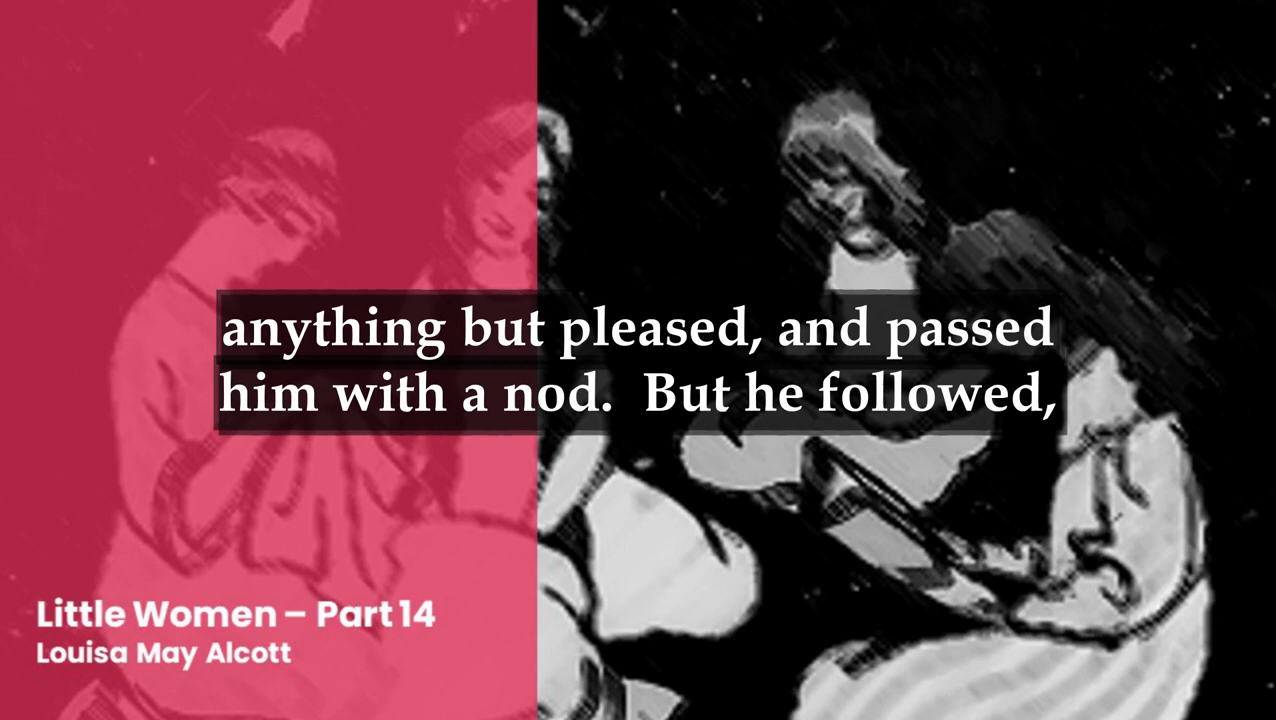 anything but pleased, and passed
him with a nod.  But he followed,
Little Women – Part 14
Louisa May Alcott